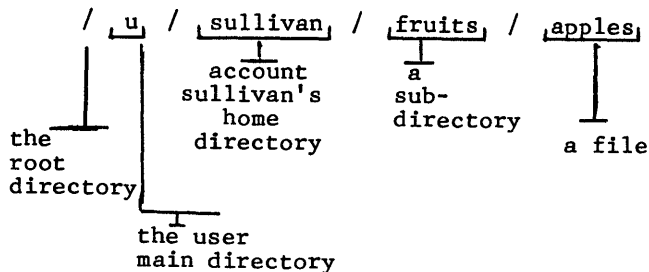 / u / sullivan / fruits / apples
account
sullivan's
home
directory
a
sub-
directory
a file
the
root
directory
the user
main directory